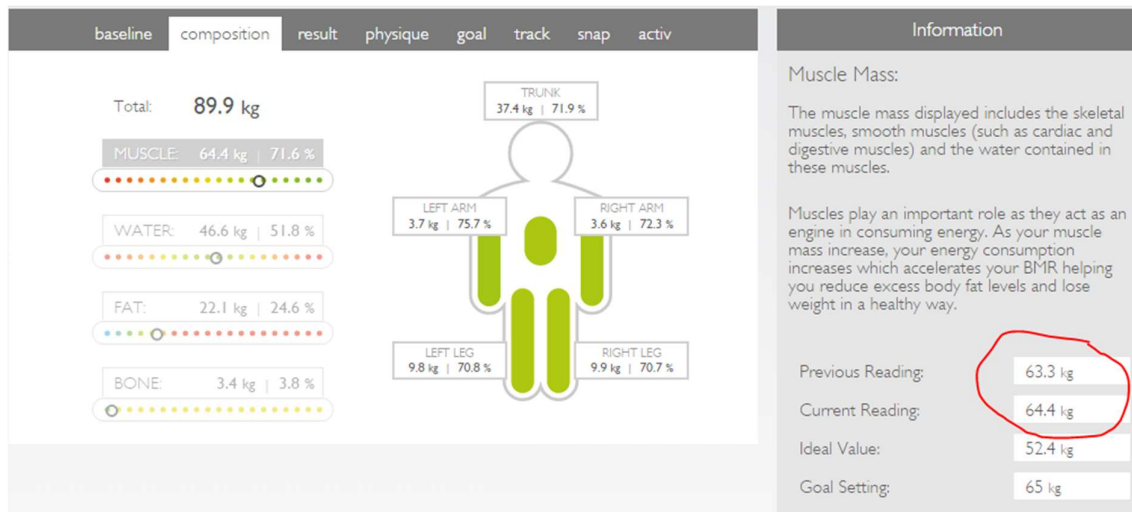 baseline composition result physique goal track snap activ
Total: 89.9 kg
MUSCLE: 64.4 kg | 71.6 %
WATER: 46.6 kg | 51.8 %
FAT: 22.1 kg | 24.6 %
BONE: 3.4 kg | 3.8 %
TRUNK
37.4 kg | 71.9 %
LEFT ARM
3.7 kg | 75.7 %
RIGHT ARM
3.6 kg | 72.3 %
LEFT LEG
9.8 kg | 70.8 %
RIGHT LEG
9.9 kg | 70.7 %
Information
Muscle Mass:
The muscle mass displayed includes the skeletal
muscles, smooth muscles (such as cardiac and
digestive muscles) and the water contained in
these muscles.
Muscles play an important role as they act as an
engine in consuming energy. As your muscle
mass increase, your energy consumption
increases which accelerates your BMR helping
you reduce excess body fat levels and lose
weight in a healthy way.
Previous Reading: 63.3 kg
Current Reading: 64.4 kg
Ideal Value: 52.4 kg
Goal Setting: 65 kg